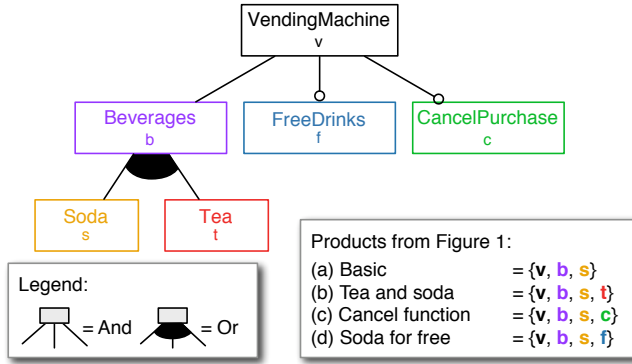 VendingMachine
v
Beverages
b
FreeDrinks
f
CancelPurchase
c
Soda
s
Tea
t
Legend:
= And
= Or
Products from Figure 1:
(a) Basic = {v, b, s}
(b) Tea and soda = {v, b, s, t}
(c) Cancel function = {v, b, s, c}
(d) Soda for free = {v, b, s, f}